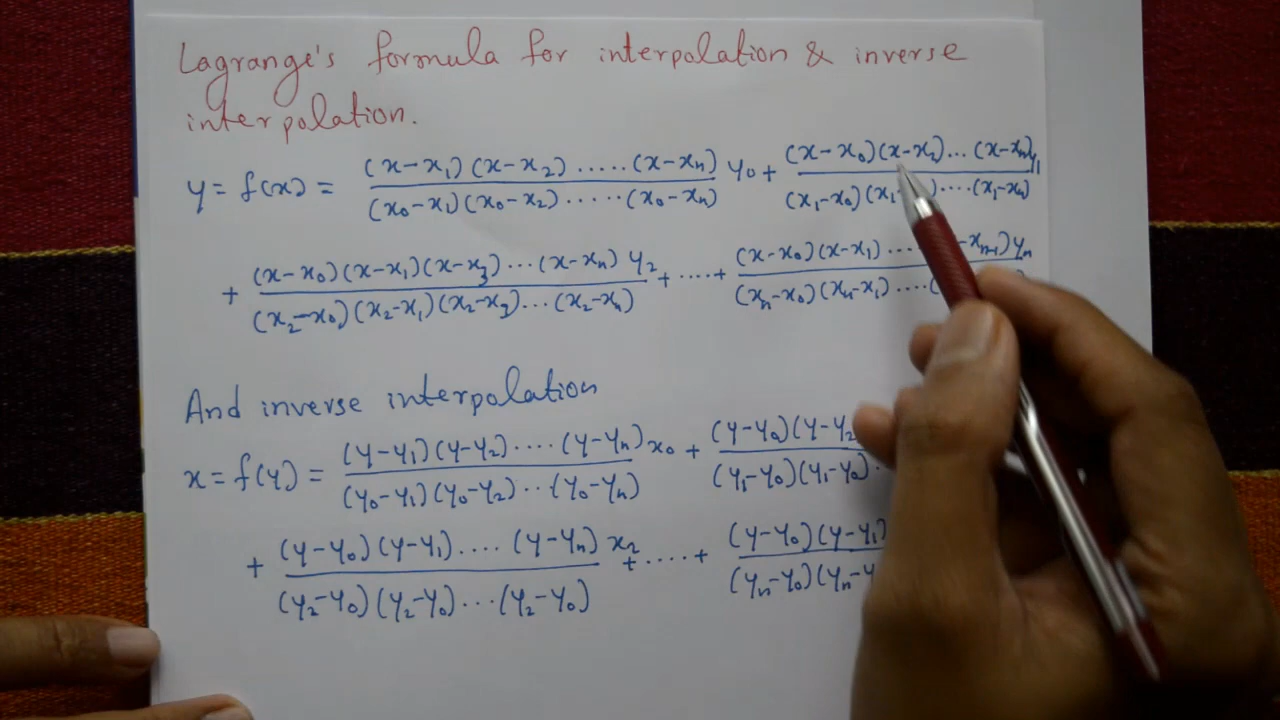 Lagrange's formula for interpolation & inverse
interpolation.
y = f(x) = (x-x₁)(x-x₂)......(x-xₙ) / (x₀-x₁)(x₀-x₂)......(x₀-xₙ) y₀ + (x-x₀)(x-x₂)...(x-xₙ)y₁ / (x₁-x₀)(x₁ )....(x₁-xₙ)
+ (x-x₀)(x-x₁)(x-x₃)...(x-xₙ) y₂ / (x₂-x₀)(x₂-x₁)(x₂-x₃)...(x₂-xₙ) + .....+ (x-x₀)(x-x₁).... -xₙ₋₁)yₙ / (xₙ-x₀)(xₙ-x₁)....(
And inverse interpolation
x = f(y) = (y-y₁)(y-y₂)....(y-yₙ) / (y₀-y₁)(y₀-y₂)..(y₀-yₙ) x₀ + (y-y₀)(y-y₂ / (y₁-y₀)(y₁-y₀).
+ (y-y₀)(y-y₁)....(y-yₙ) x₂ / (y₂-y₀)(y₂-y₀)...(y₂-y₀) + .....+ (y-y₀)(y-y₁) / (yₙ-y₀)(yₙ-y